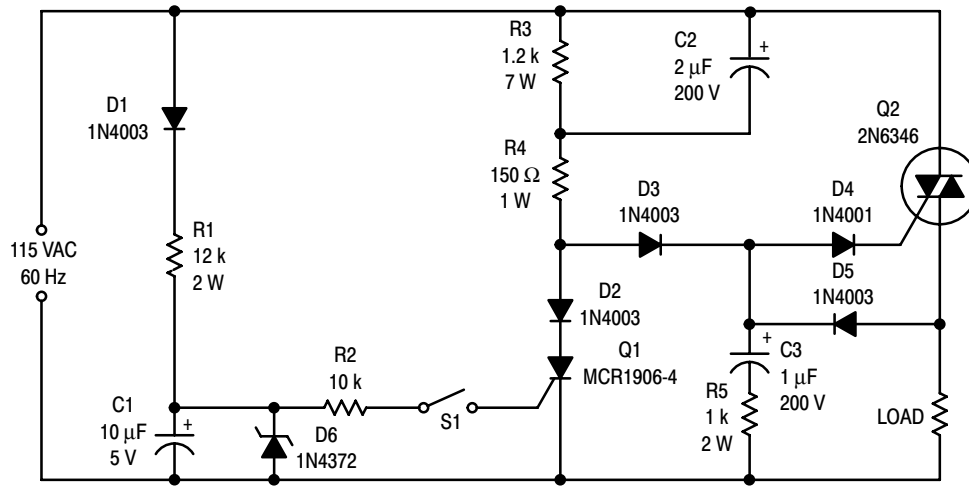 R3
1.2 k
7 W
C2
+
2 μF
200 V
D1
1N4003
Q2
2N6346
R4
150 Ω
1 W
D3
1N4003
D4
1N4001
115 VAC
60 Hz
R1
12 k
2 W
D2
1N4003
D5
1N4003
Q1
MCR1906-4
R2
10 k
+
C3
1 μF
200 V
R5
1 k
2 W
C1
10 μF
5 V
+
S1
D6
1N4372
LOAD